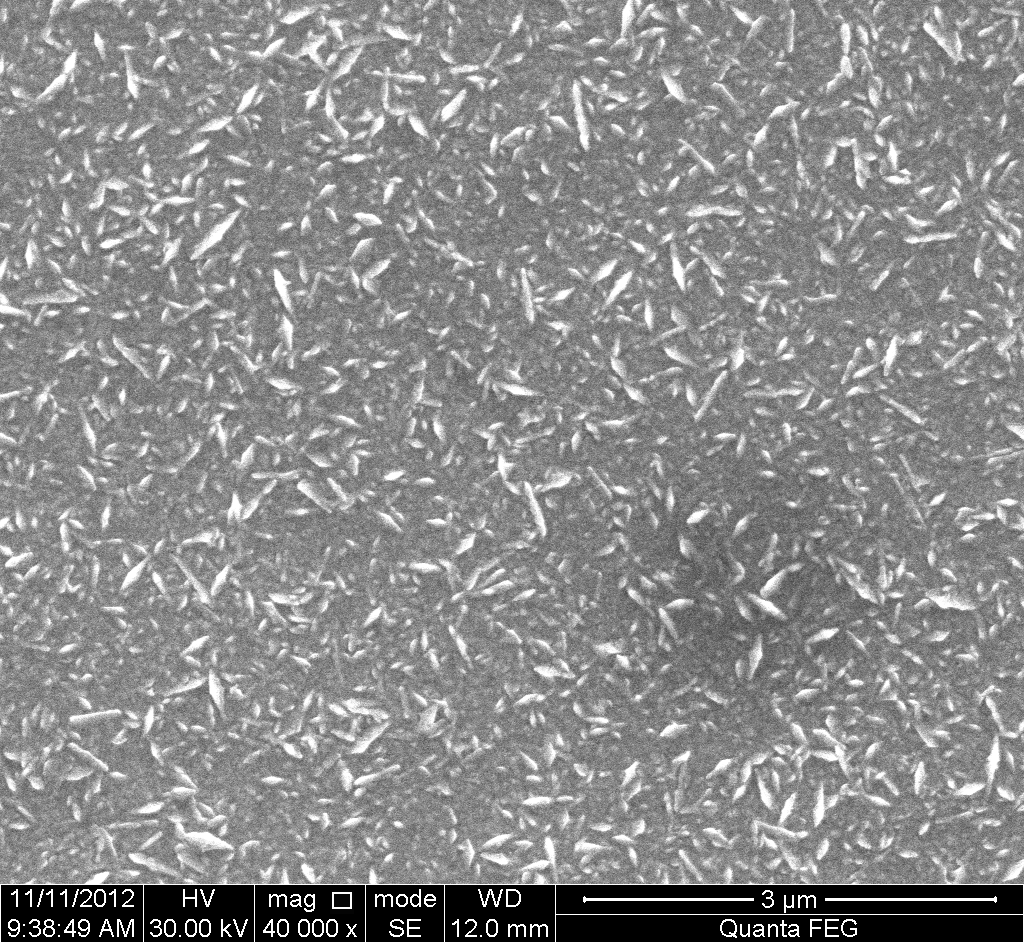 11/11/2012 HV mag □ mode WD 3 µm
9:38:49 AM 30.00 kV 40 000 x SE 12.0 mm Quanta FEG